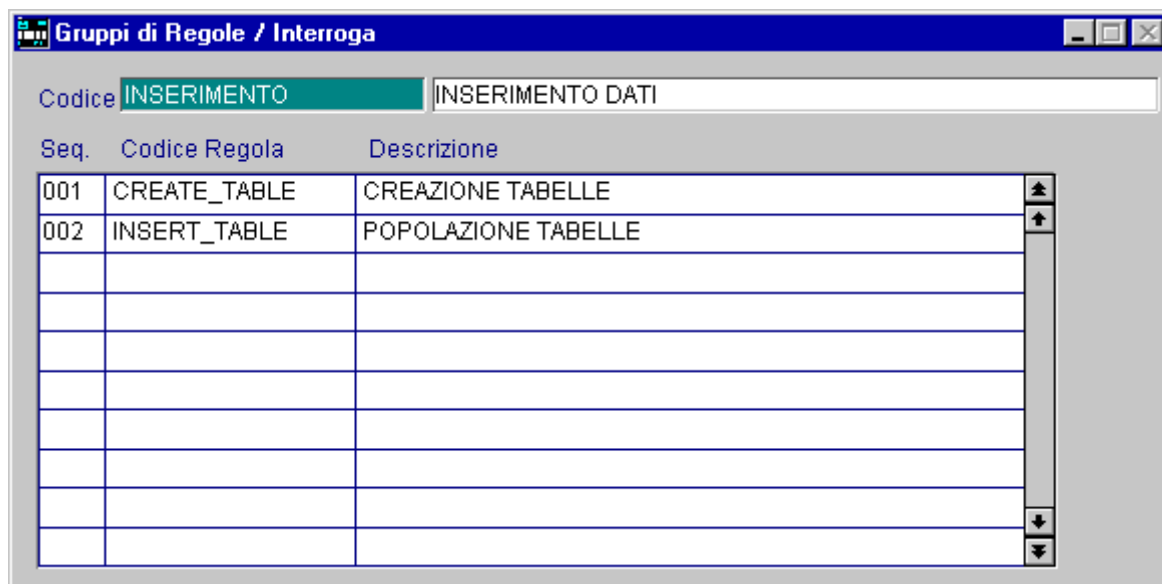 Gruppi di Regole / Interroga
Codice INSERIMENTO INSERIMENTO DATI
Seq. Codice Regola Descrizione
001 CREATE_TABLE CREAZIONE TABELLE
002 INSERT_TABLE POPOLAZIONE TABELLE